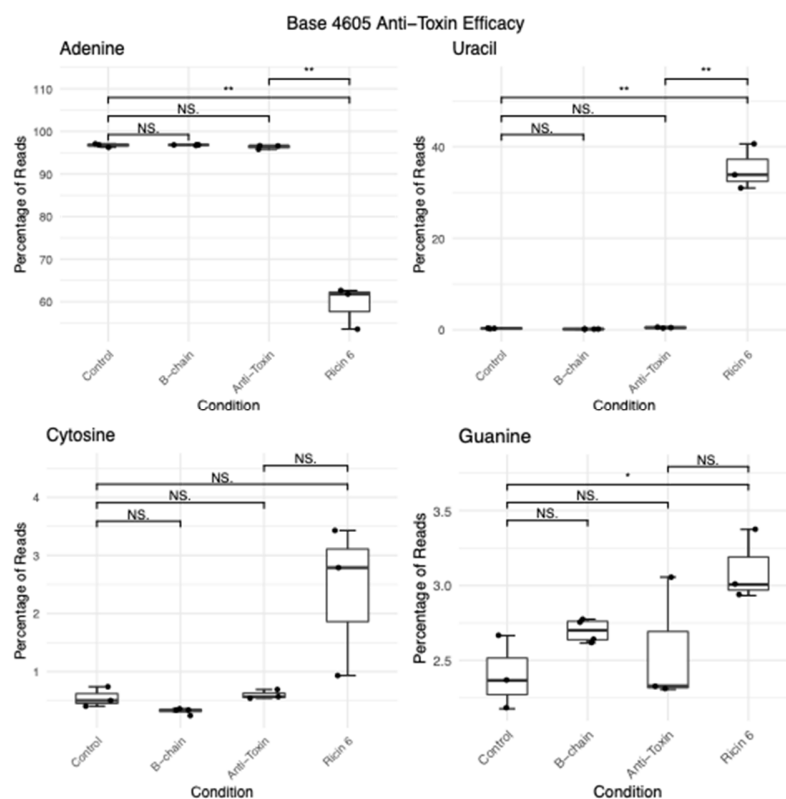 Base 4605 Anti-Toxin Efficacy
Adenine
Percentage of Reads
110
100
90
80
70
60
**
**
NS.
NS.
Control
B-chain
Anti-Toxin
Ricin 6
Condition
Uracil
Percentage of Reads
40
20
0
**
**
NS.
NS.
Control
B-chain
Anti-Toxin
Ricin 6
Condition
Cytosine
Percentage of Reads
4
3
2
1
NS.
NS.
NS.
NS.
Control
B-chain
Anti-Toxin
Ricin 6
Condition
Guanine
Percentage of Reads
3.5
3.0
2.5
NS.
*
NS.
NS.
Control
B-chain
Anti-Toxin
Ricin 6
Condition